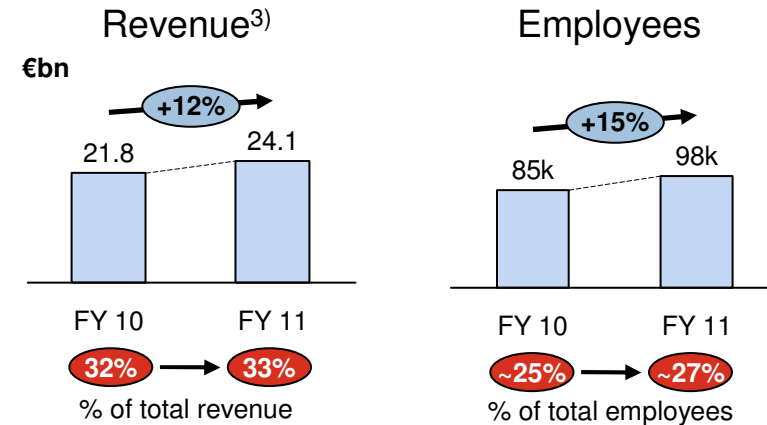 Revenue3)
€bn
+12%
21.8
24.1
FY 10
FY 11
32%
33%
% of total revenue
Employees
+15%
85k
98k
FY 10
FY 11
~25%
~27%
% of total employees